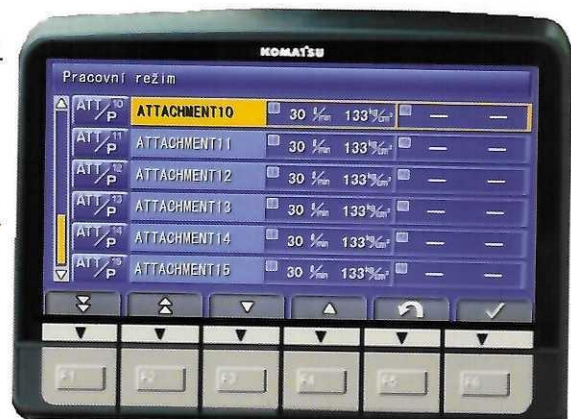 KOMATSU
Pracovní režim
ATT/P 10 ATTACHMENT10 30 ℓ/min 133 kg/cm² — —
ATT/P 11 ATTACHMENT11 30 ℓ/min 133 kg/cm² — —
ATT/P 12 ATTACHMENT12 30 ℓ/min 133 kg/cm² — —
ATT/P 13 ATTACHMENT13 30 ℓ/min 133 kg/cm² — —
ATT/P 14 ATTACHMENT14 30 ℓ/min 133 kg/cm² — —
ATT/P 15 ATTACHMENT15 30 ℓ/min 133 kg/cm² — —
F1 F2 F3 F4 F5 F6